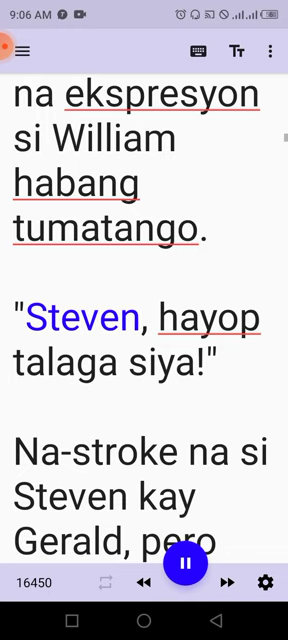 9:06 AM
na ekspresyon
si William
habang
tumatango.
"Steven, hayop
talaga siya!"
Na-stroke na si
Steven kay
Gerald, pero
16450